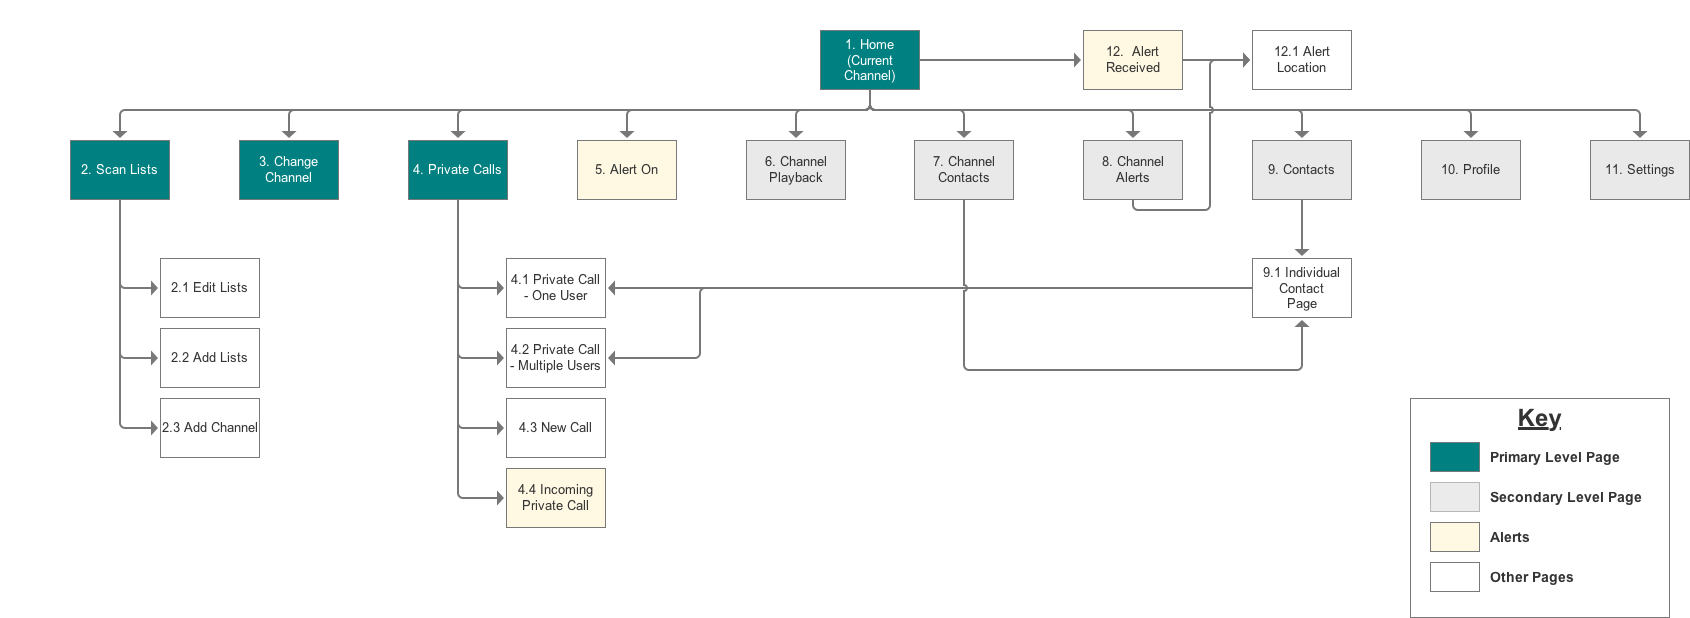 1. Home
(Current
Channel)
12.  Alert
Received
12.1 Alert
Location
2. Scan Lists
3. Change
Channel
4. Private Calls
5. Alert On
6. Channel
Playback
7. Channel
Contacts
8. Channel
Alerts
9. Contacts
10. Profile
11. Settings
2.1 Edit Lists
4.1 Private Call
- One User
9.1 Individual
Contact
Page
2.2 Add Lists
4.2 Private Call
- Multiple Users
2.3 Add Channel
4.3 New Call
4.4 Incoming
Private Call
Key
Primary Level Page
Secondary Level Page
Alerts
Other Pages